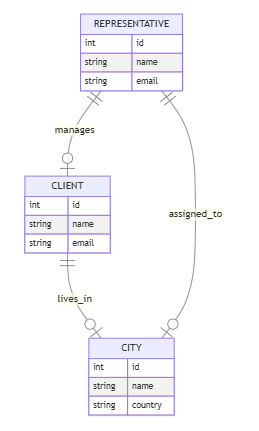 REPRESENTATIVE
int id
string name
string email
manages
CLIENT
int id
string name
string email
assigned_to
lives_in
CITY
int id
string name
string country